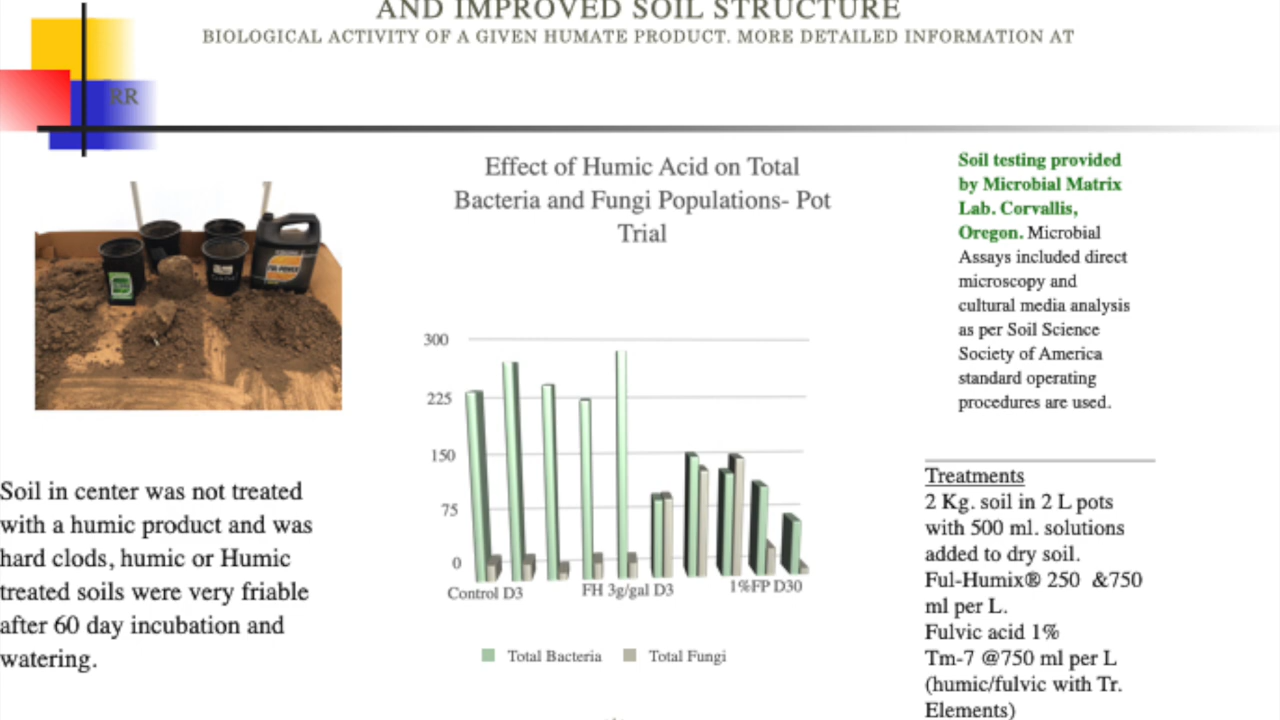 AND IMPROVED SOIL STRUCTURE
BIOLOGICAL ACTIVITY OF A GIVEN HUMATE PRODUCT. MORE DETAILED INFORMATION AT
RR
Soil in center was not treated
with a humic product and was
hard clods, humic or Humic
treated soils were very friable
after 60 day incubation and
watering.
Effect of Humic Acid on Total
Bacteria and Fungi Populations- Pot
Trial
300
225
150
75
0
Control D3
FH 3g/gal D3
1%FP D30
Total Bacteria
Total Fungi
Soil testing provided
by Microbial Matrix
Lab. Corvallis,
Oregon. Microbial
Assays included direct
microscopy and
cultural media analysis
as per Soil Science
Society of America
standard operating
procedures are used.
Treatments
2 Kg. soil in 2 L pots
with 500 ml. solutions
added to dry soil.
Ful-Humix® 250 &750
ml per L.
Fulvic acid 1%
Tm-7 @750 ml per L
(humic/fulvic with Tr.
Elements)